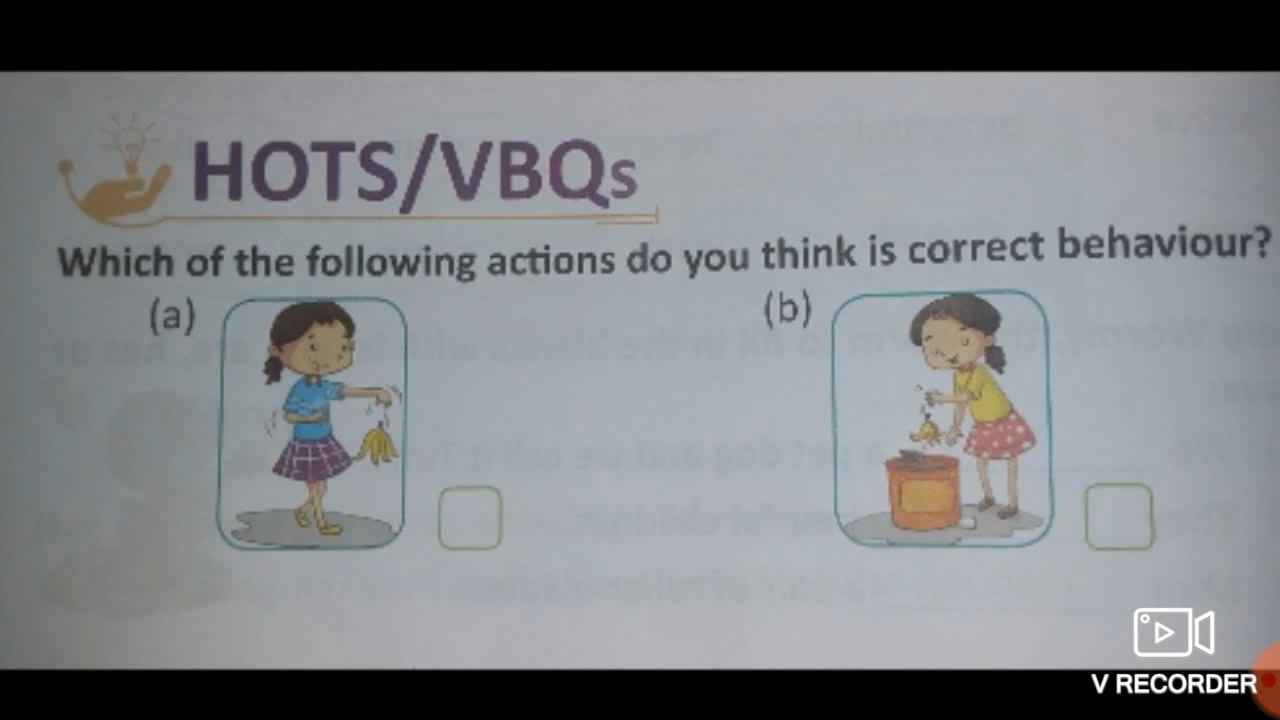 HOTS/VBQs
Which of the following actions do you think is correct behaviour?
(a) (b)
V RECORDER